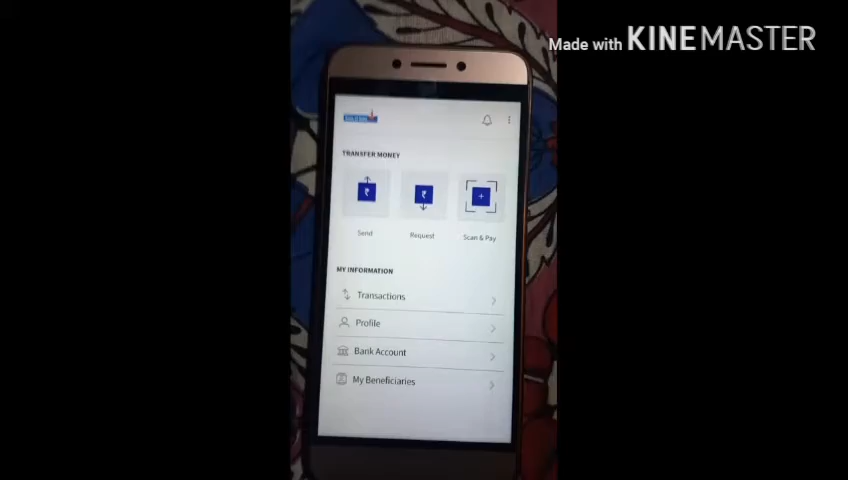 Made with KINEMASTER
TRANSFER MONEY
₹
₹
Send
Request
Scan & Pay
MY INFORMATION
Transactions
Profile
Bank Account
My Beneficiaries